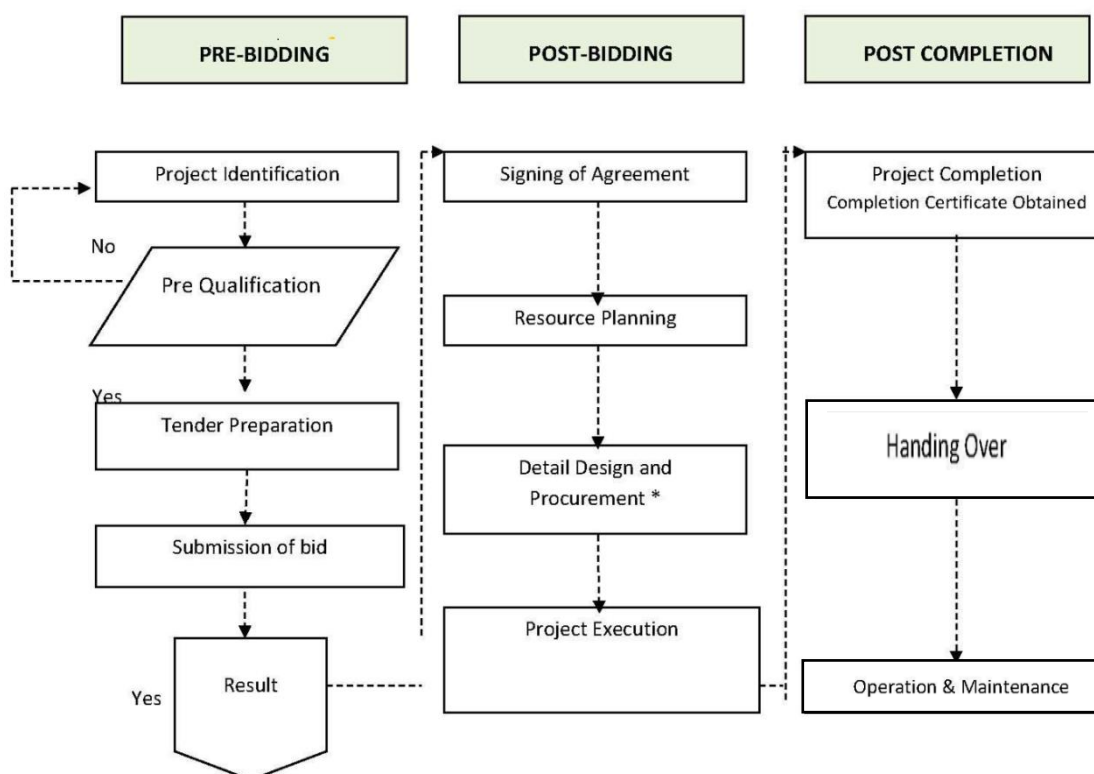 PRE-BIDDING
POST-BIDDING
POST COMPLETION
Project Identification
No
Pre Qualification
Yes
Tender Preparation
Submission of bid
Yes
Result
Signing of Agreement
Resource Planning
Detail Design and
Procurement *
Project Execution
Project Completion
Completion Certificate Obtained
Handing Over
Operation & Maintenance